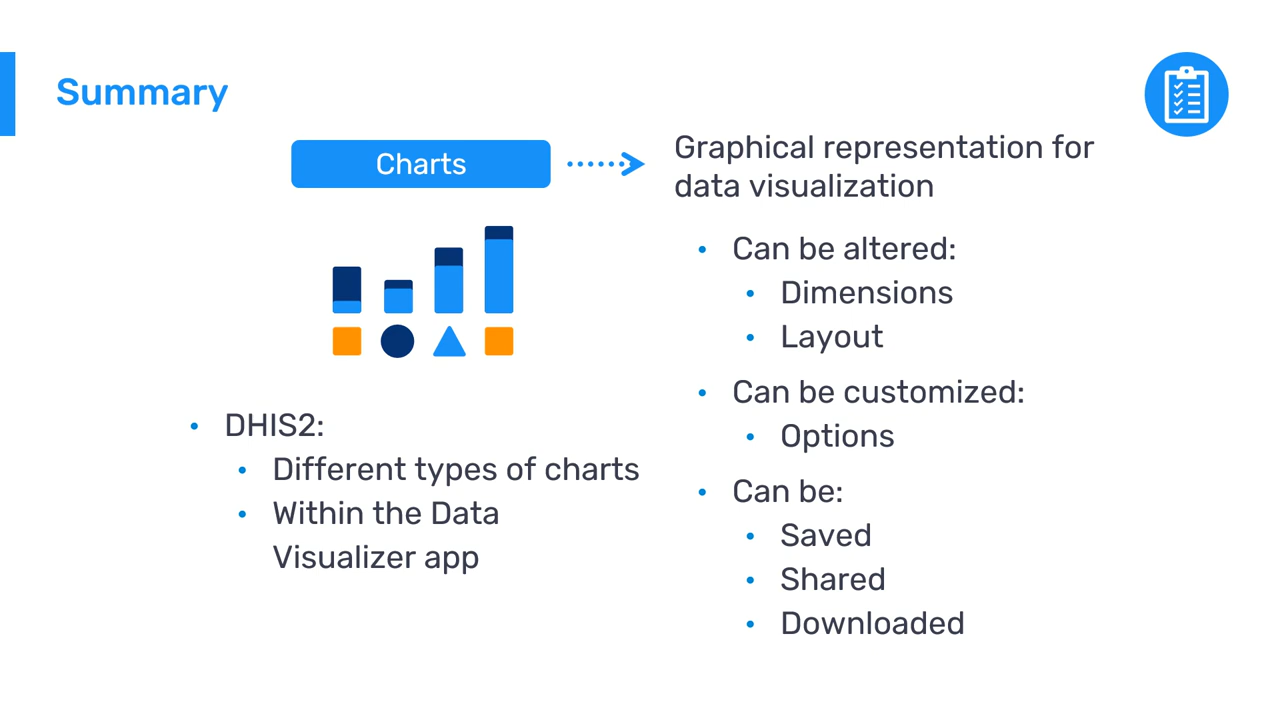 Summary
Charts
Graphical representation for
data visualization
• Can be altered:
• Dimensions
• Layout
• Can be customized:
• Options
• Can be:
• Saved
• Shared
• Downloaded
• DHIS2:
• Different types of charts
• Within the Data
Visualizer app